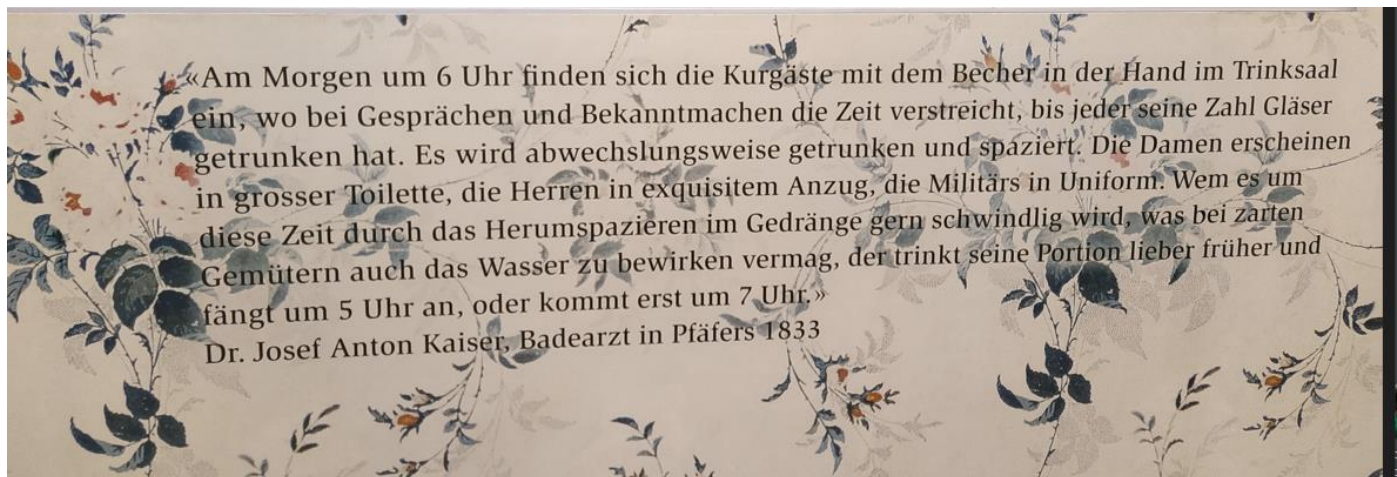 «Am Morgen um 6 Uhr finden sich die Kurgäste mit dem Becher in der Hand im Trinksaal
ein, wo bei Gesprächen und Bekanntmachen die Zeit verstreicht, bis jeder seine Zahl Gläser
getrunken hat. Es wird abwechslungsweise getrunken und spaziert. Die Damen erscheinen
in grosser Toilette, die Herren in exquisitem Anzug, die Militärs in Uniform. Wem es um
diese Zeit durch das Herumspazieren im Gedränge gern schwindlig wird, was bei zarten
Gemütern auch das Wasser zu bewirken vermag, der trinkt seine Portion lieber früher und
fängt um 5 Uhr an, oder kommt erst um 7 Uhr.»
Dr. Josef Anton Kaiser, Badearzt in Pfäfers 1833